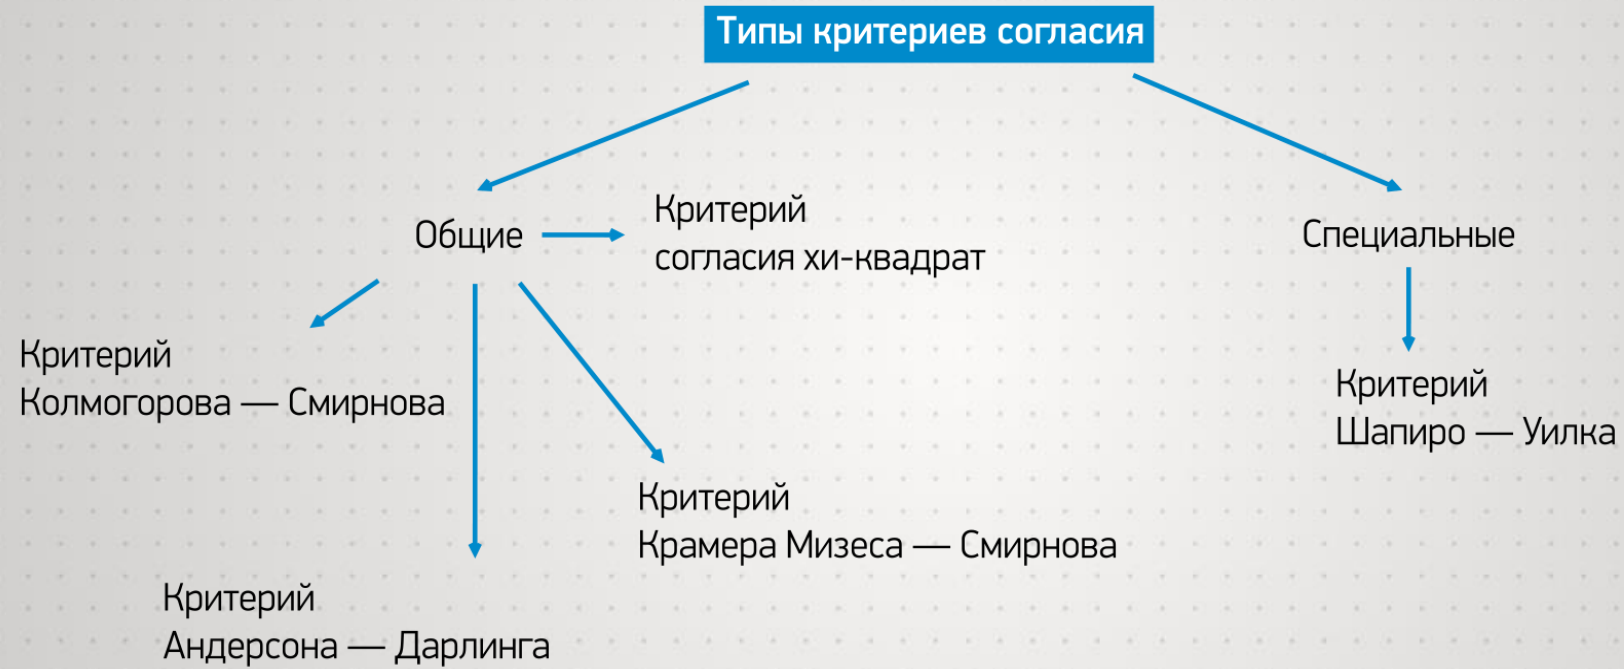 Типы критериев согласия
Общие
Критерий
согласия хи-квадрат
Специальные
Критерий
Колмогорова — Смирнова
Критерий
Шапиро — Уилка
Критерий
Крамера Мизеса — Смирнова
Критерий
Андерсона — Дарлинга